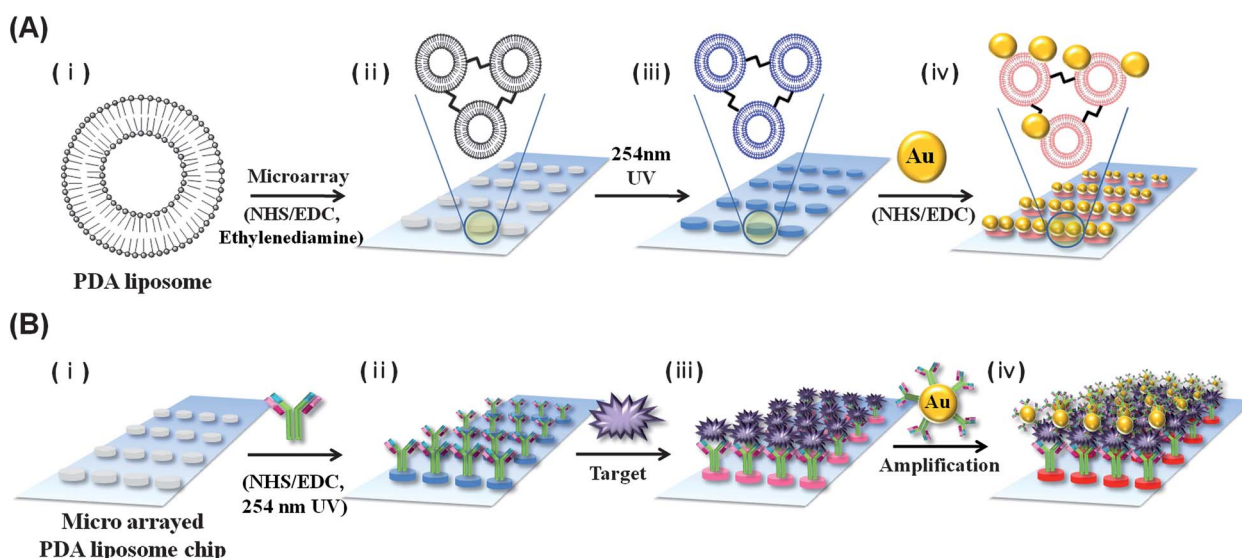 (A)
(i)
(ii)
(iii)
(iv)
Microarray
(NHS/EDC,
Ethylenediamine)
254nm
UV
Au
(NHS/EDC)
PDA liposome
(B)
(i)
(ii)
(iii)
(iv)
(NHS/EDC,
254 nm UV)
Target
Au
Amplification
Micro arrayed
PDA liposome chip